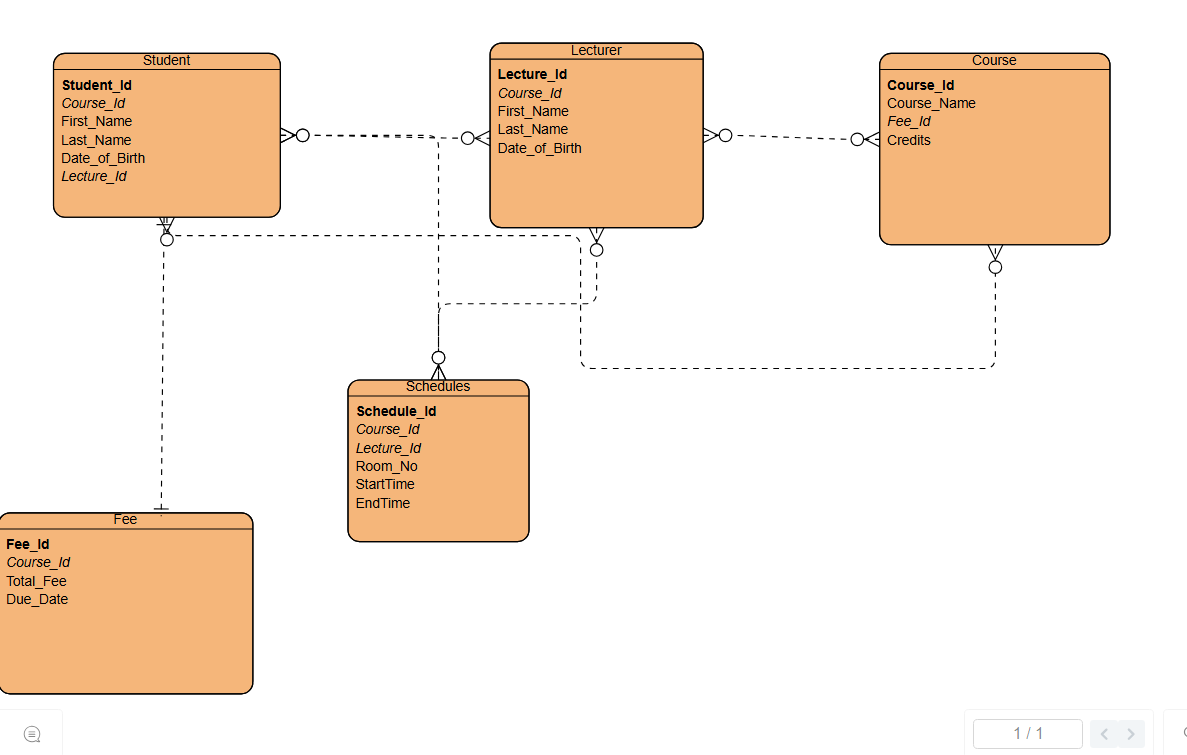 Student
Student_Id
Course_Id
First_Name
Last_Name
Date_of_Birth
Lecture_Id
Lecturer
Lecture_Id
Course_Id
First_Name
Last_Name
Date_of_Birth
Course
Course_Id
Course_Name
Fee_Id
Credits
Schedules
Schedule_Id
Course_Id
Lecture_Id
Room_No
StartTime
EndTime
Fee
Fee_Id
Course_Id
Total_Fee
Due_Date
1 / 1